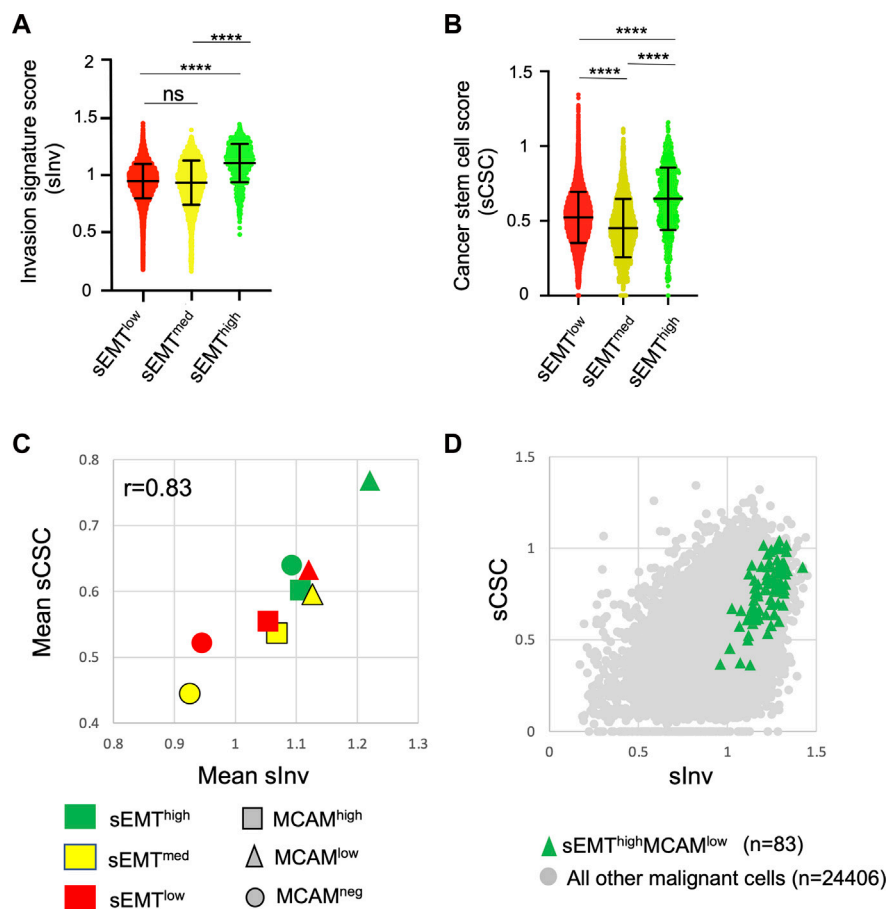 A
****
****
ns
2
1.5
1
0.5
0
Invasion signature score
(sInv)
sEMTlow
sEMTmed
sEMThigh
B
****
****
****
1.5
1.0
0.5
0
Cancer stem cell score
(sCSC)
sEMTlow
sEMTmed
sEMThigh
C
r=0.83
0.8
0.7
0.6
0.5
0.4
Mean sCSC
0.8 0.9 1 1.1 1.2 1.3
Mean sInv
sEMThigh
MCAMhigh
sEMTmed
MCAMlow
sEMTlow
MCAMneg
D
1.5
1
0.5
0
sCSC
0 0.5 1 1.5
sInv
sEMThighMCAMlow (n=83)
All other malignant cells (n=24406)